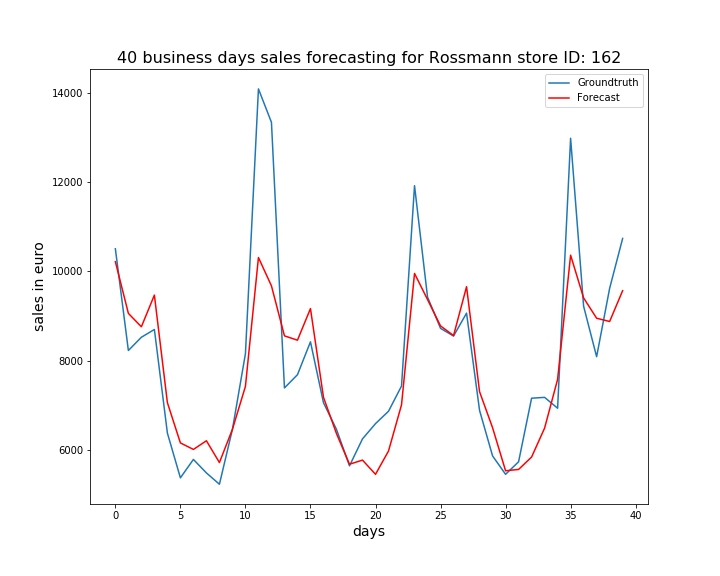 40 business days sales forecasting for Rossmann store ID: 162
Groundtruth
Forecast
14000
12000
10000
8000
6000
sales in euro
0 5 10 15 20 25 30 35 40
days